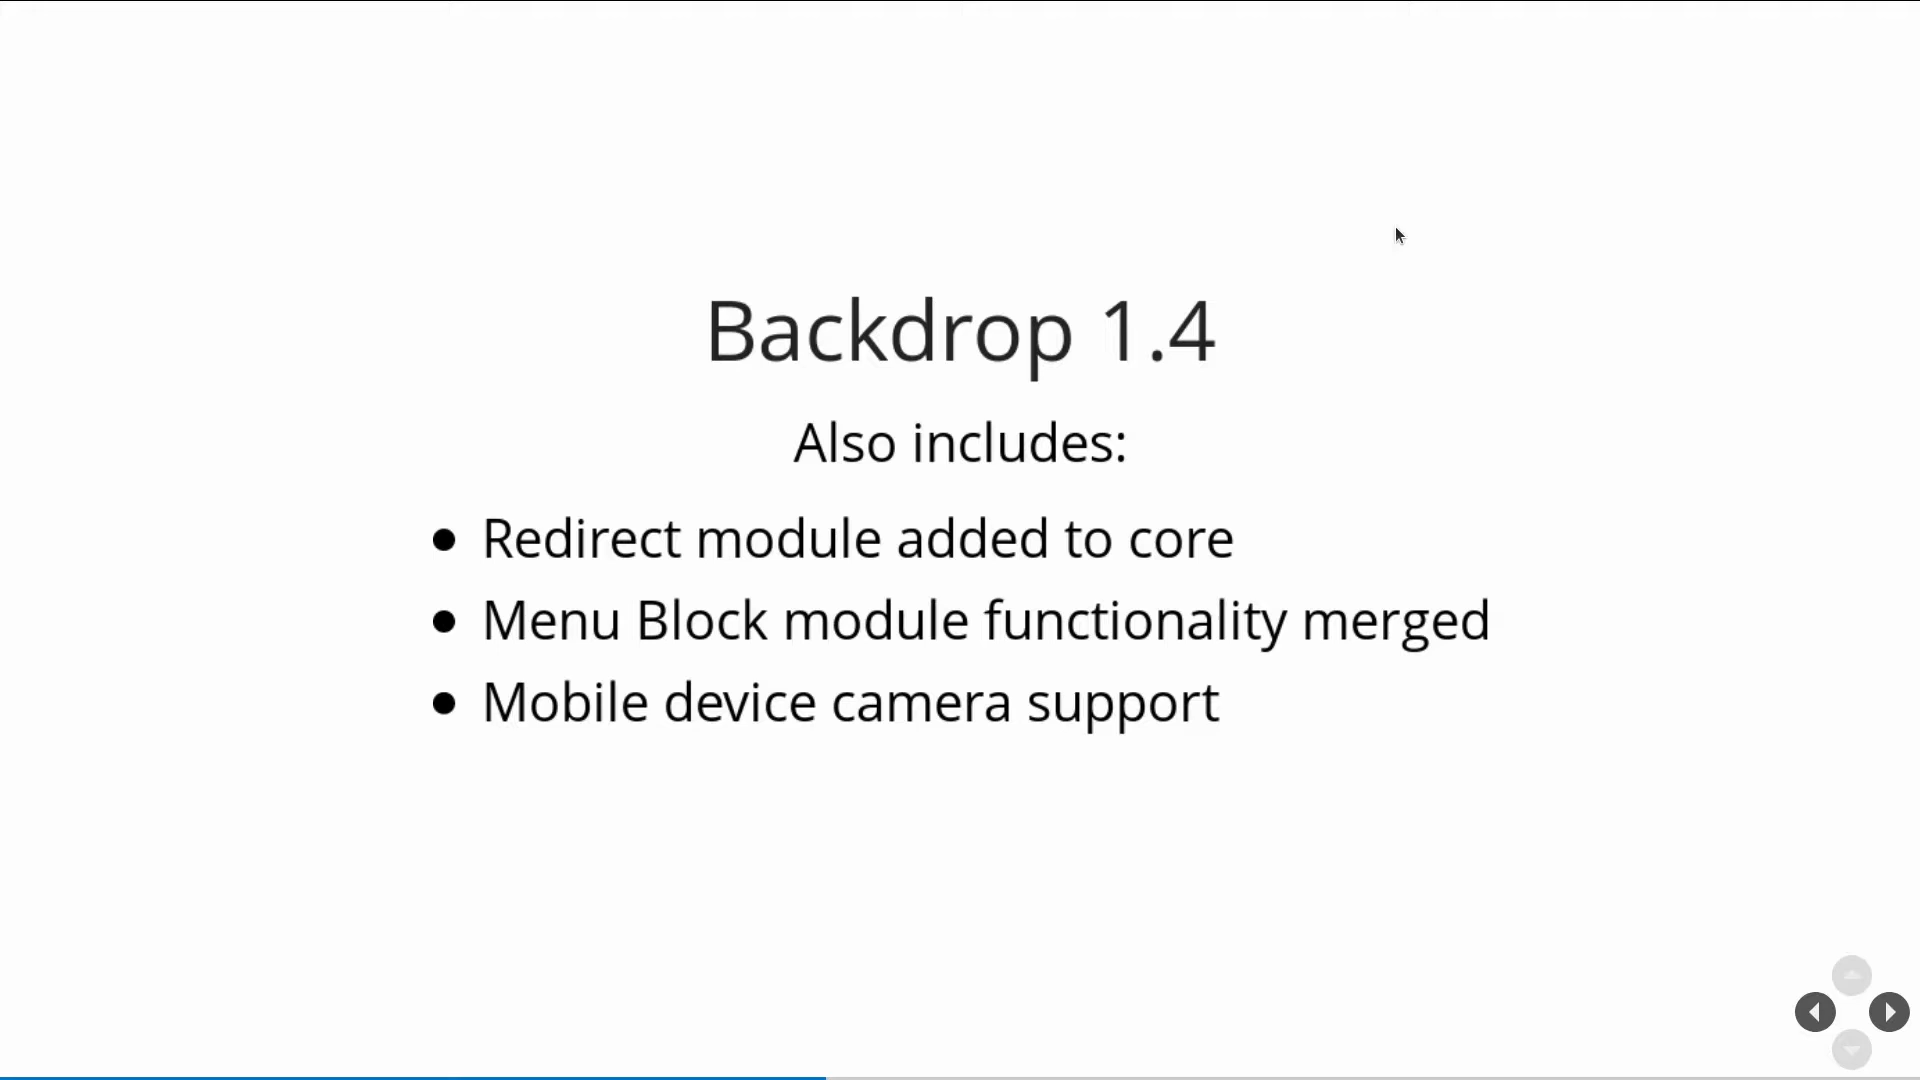 Backdrop 1.4
Also includes:
Redirect module added to core
Menu Block module functionality merged
Mobile device camera support